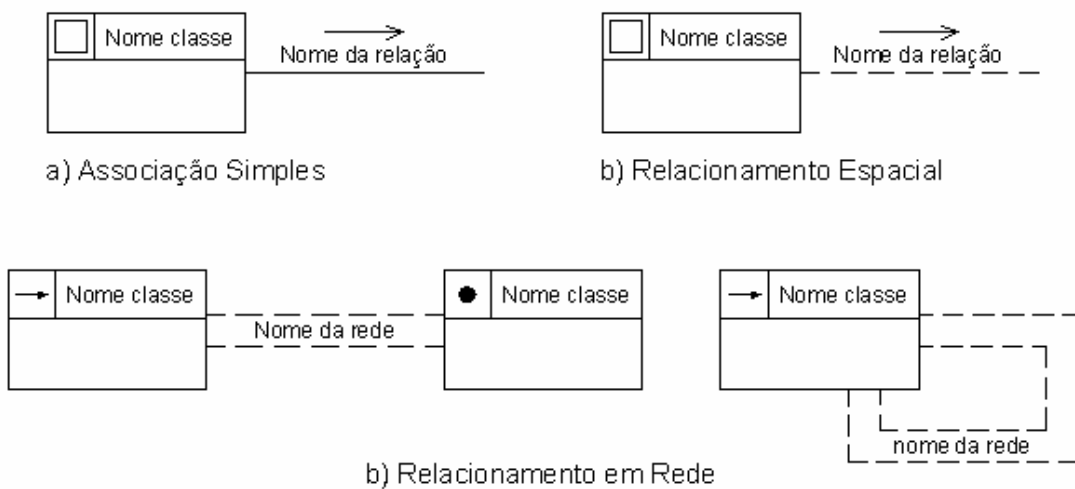 Nome classe
Nome da relação
a) Associação Simples
Nome classe
Nome da relação
b) Relacionamento Espacial
Nome classe
Nome da rede
Nome classe
Nome classe
nome da rede
b) Relacionamento em Rede